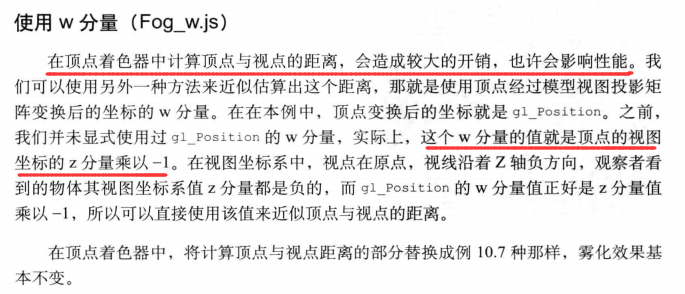 使用 w 分量（Fog_w.js）
在顶点着色器中计算顶点与视点的距离，会造成较大的开销，也许会影响性能。我
们可以使用另外一种方法来近似估算出这个距离，那就是使用顶点经过模型视图投影矩
阵变换后的坐标的 w 分量。在在本例中，顶点变换后的坐标就是 gl_Position。之前，
我们并未显式使用过 gl_Position 的 w 分量，实际上，这个 w 分量的值就是顶点的视图
坐标的 z 分量乘以 -1。在视图坐标系中，视点在原点，视线沿着 Z 轴负方向，观察者看
到的物体其视图坐标系值 z 分量都是负的，而 gl_Position 的 w 分量值正好是 z 分量值
乘以 -1，所以可以直接使用该值来近似顶点与视点的距离。
在顶点着色器中，将计算顶点与视点距离的部分替换成例 10.7 种那样，雾化效果基
本不变。